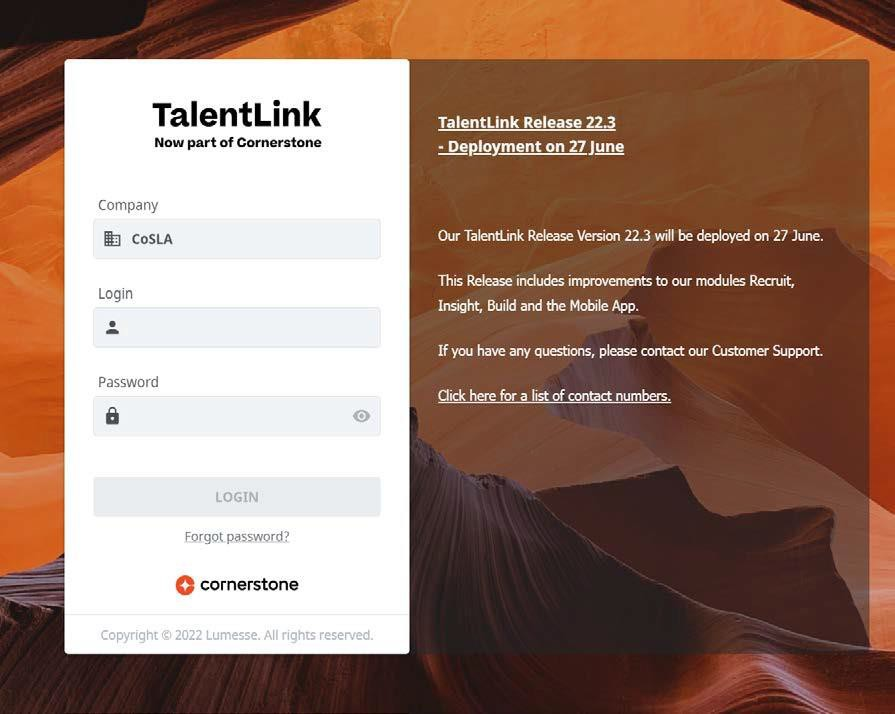 TalentLink
Now part of Cornerstone
Company
CoSLA
Login
Password
LOGIN
Forgot password?
cornerstone
Copyright © 2022 Lumesse. All rights reserved.
TalentLink Release 22.3
- Deployment on 27 June
Our TalentLink Release Version 22.3 will be deployed on 27 June.
This Release includes improvements to our modules Recruit,
Insight, Build and the Mobile App.
If you have any questions, please contact our Customer Support.
Click here for a list of contact numbers.